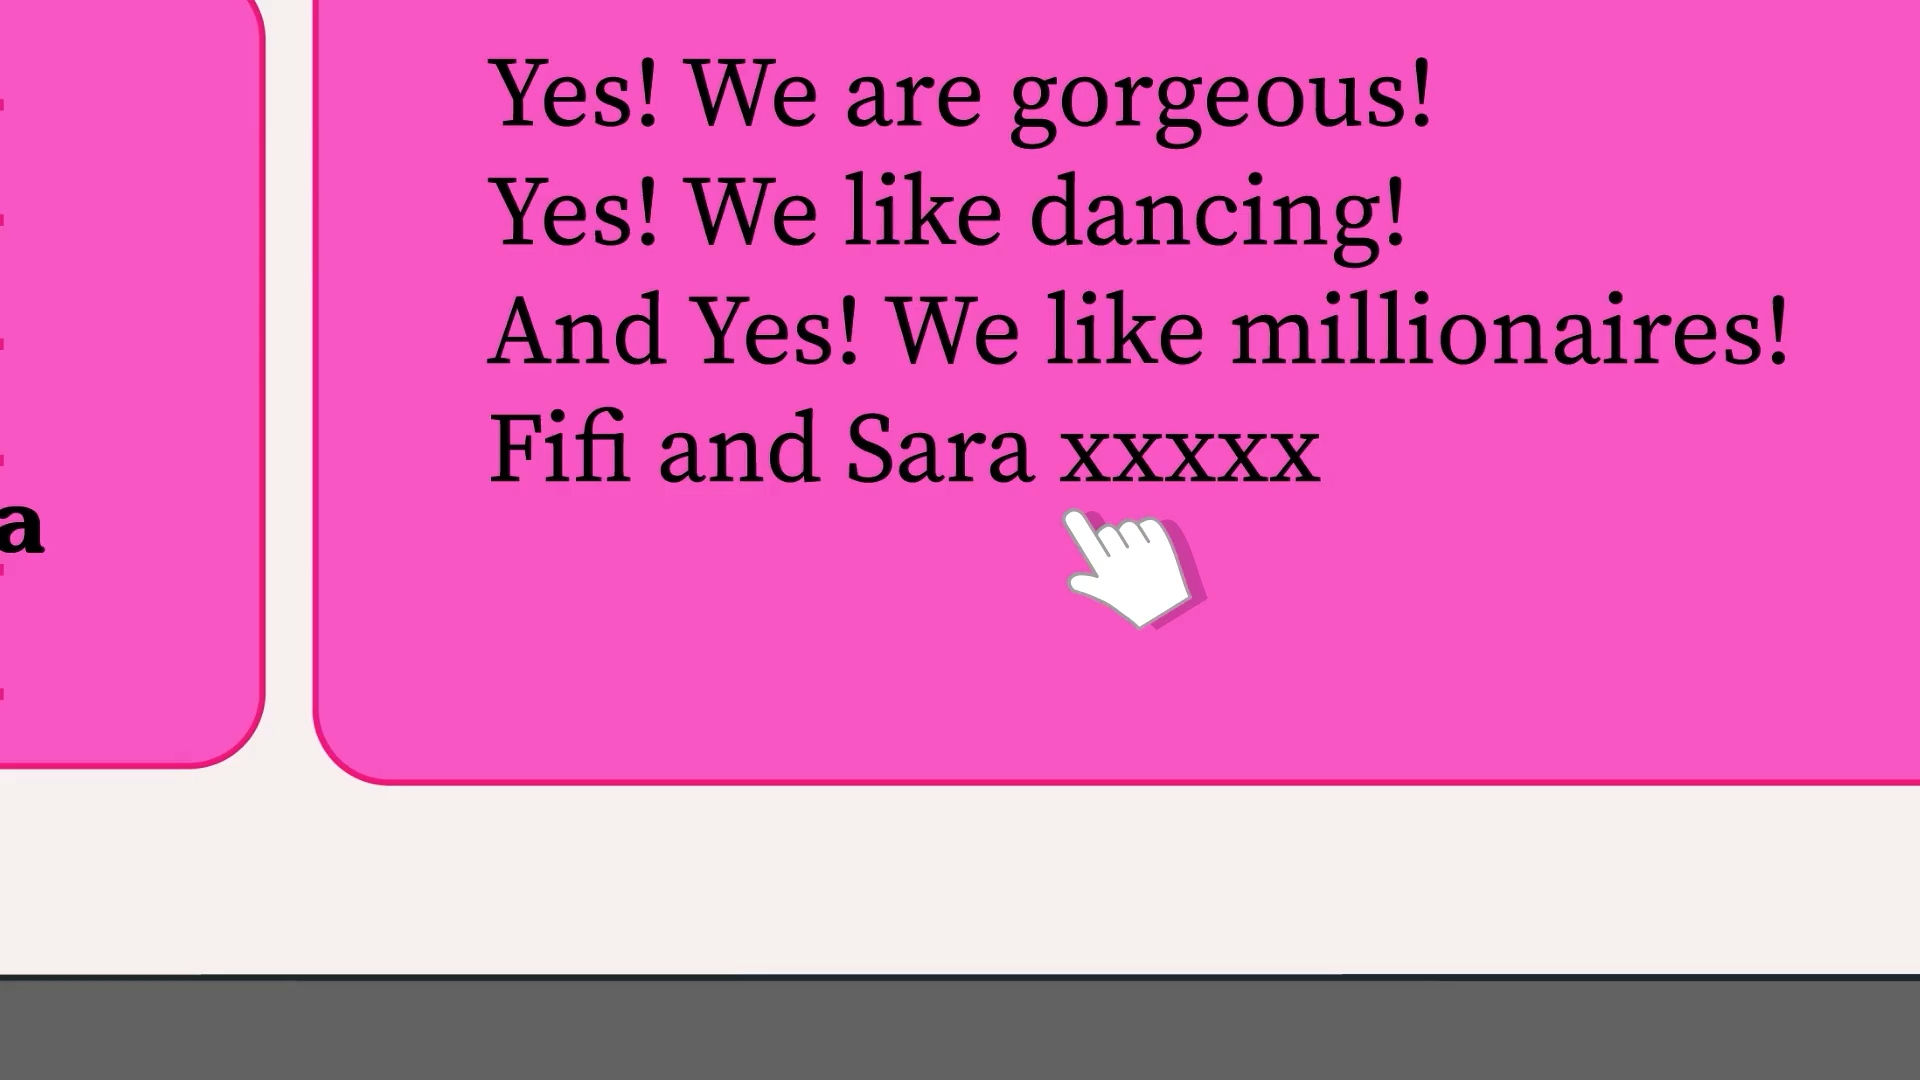 Yes! We are gorgeous!
Yes! We like dancing!
And Yes! We like millionaires!
Fifi and Sara xxxxx
a